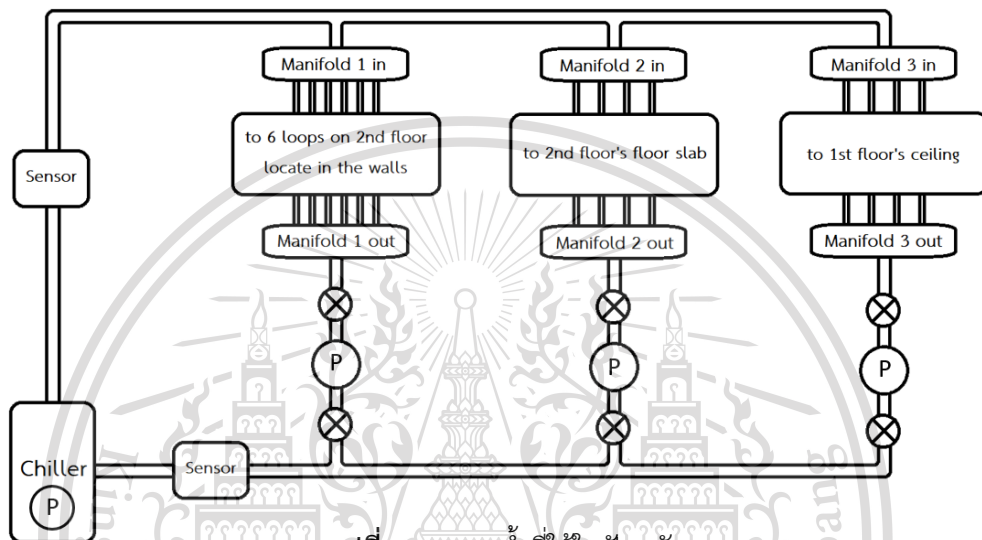 Manifold 1 in
Manifold 2 in
Manifold 3 in
to 6 loops on 2nd floor
locate in the walls
to 2nd floor's floor slab
to 1st floor's ceiling
Sensor
Manifold 1 out
Manifold 2 out
Manifold 3 out
P
P
P
Chiller
P
Sensor